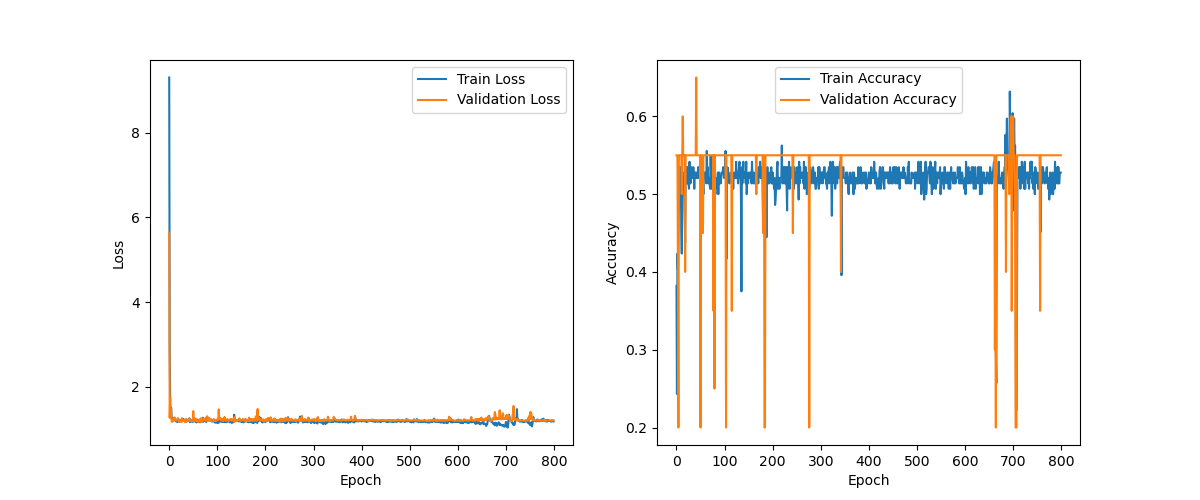 Train Loss
Validation Loss
8
6
4
2
Loss
0 100 200 300 400 500 600 700 800
Epoch
Train Accuracy
Validation Accuracy
0.6
0.5
0.4
0.3
0.2
Accuracy
0 100 200 300 400 500 600 700 800
Epoch